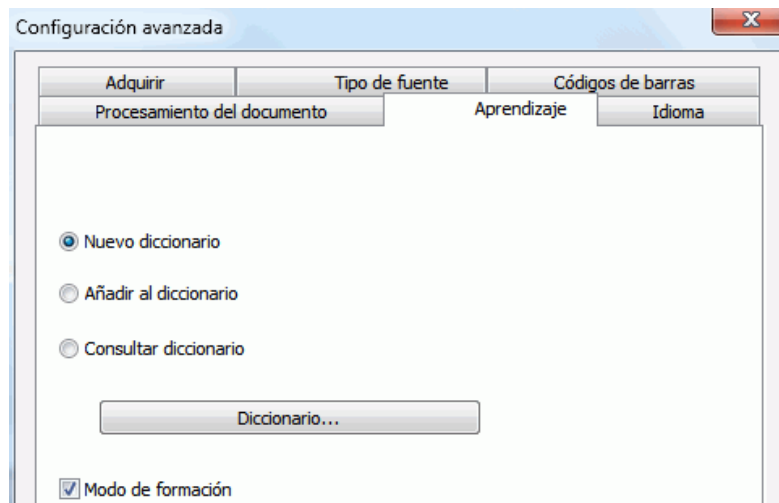 Configuración avanzada
Adquirir Tipo de fuente Códigos de barras
Procesamiento del documento Aprendizaje Idioma
Nuevo diccionario
Añadir al diccionario
Consultar diccionario
Diccionario...
Modo de formación